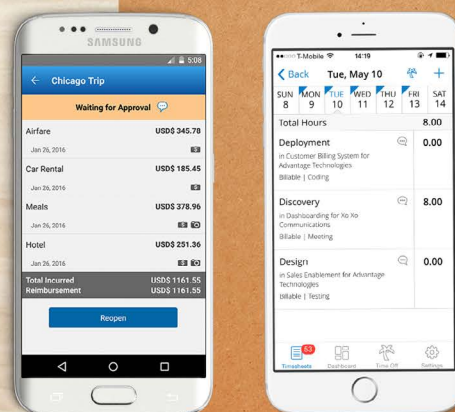 SAMSUNG
5:08
Chicago Trip
Waiting for Approval
Airfare USD$ 345.78
Jan 26, 2016
Car Rental USD$ 185.45
Jan 26, 2016
Meals USD$ 378.96
Jan 26, 2016
Hotel USD$ 251.36
Jan 26, 2016
Total Incurred USD$ 1161.55
Reimbursement USD$ 1161.55
Reopen
T-Mobile 14:19
Back Tue, May 10 +
SUN MON TUE WED THU FRI SAT
8 9 10 11 12 13 14
Total Hours 8.00
Deployment 0.00
in Customer Billing System for
Advantage Technologies
Billable | Coding
Discovery 8.00
in Dashboarding for Xo Xo
Communications
Billable | Meeting
Design 0.00
in Sales Enablement for Advantage
Technologies
Billable | Testing
53
Timesheets Dashboard Time Off Settings